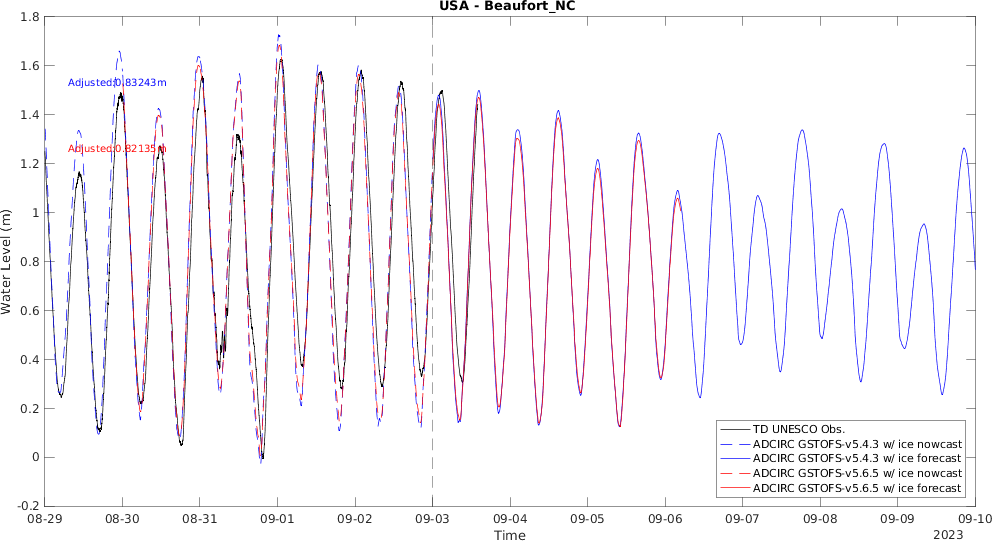 USA - Beaufort_NC
1.8
1.6
1.4
1.2
1
0.8
0.6
0.4
0.2
0
-0.2
Water Level (m)
Adjusted:0.83243m
Adjusted:0.82135m
TD UNESCO Obs.
ADCIRC GSTOFS-v5.4.3 w/ ice nowcast
ADCIRC GSTOFS-v5.4.3 w/ ice forecast
ADCIRC GSTOFS-v5.6.5 w/ ice nowcast
ADCIRC GSTOFS-v5.6.5 w/ ice forecast
08-29 08-30 08-31 09-01 09-02 09-03 09-04 09-05 09-06 09-07 09-08 09-09 09-10
Time
2023